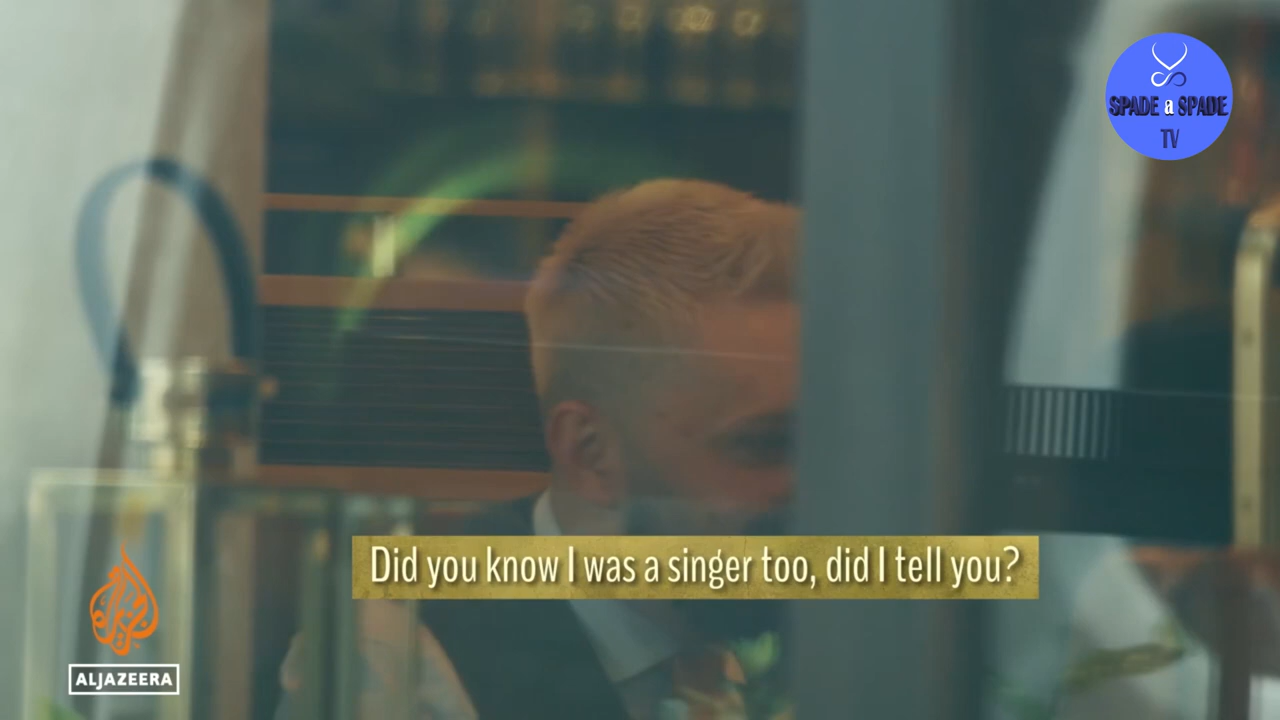 SPADE a SPADE
TV
Did you know I was a singer too, did I tell you?
ALJAZEERA